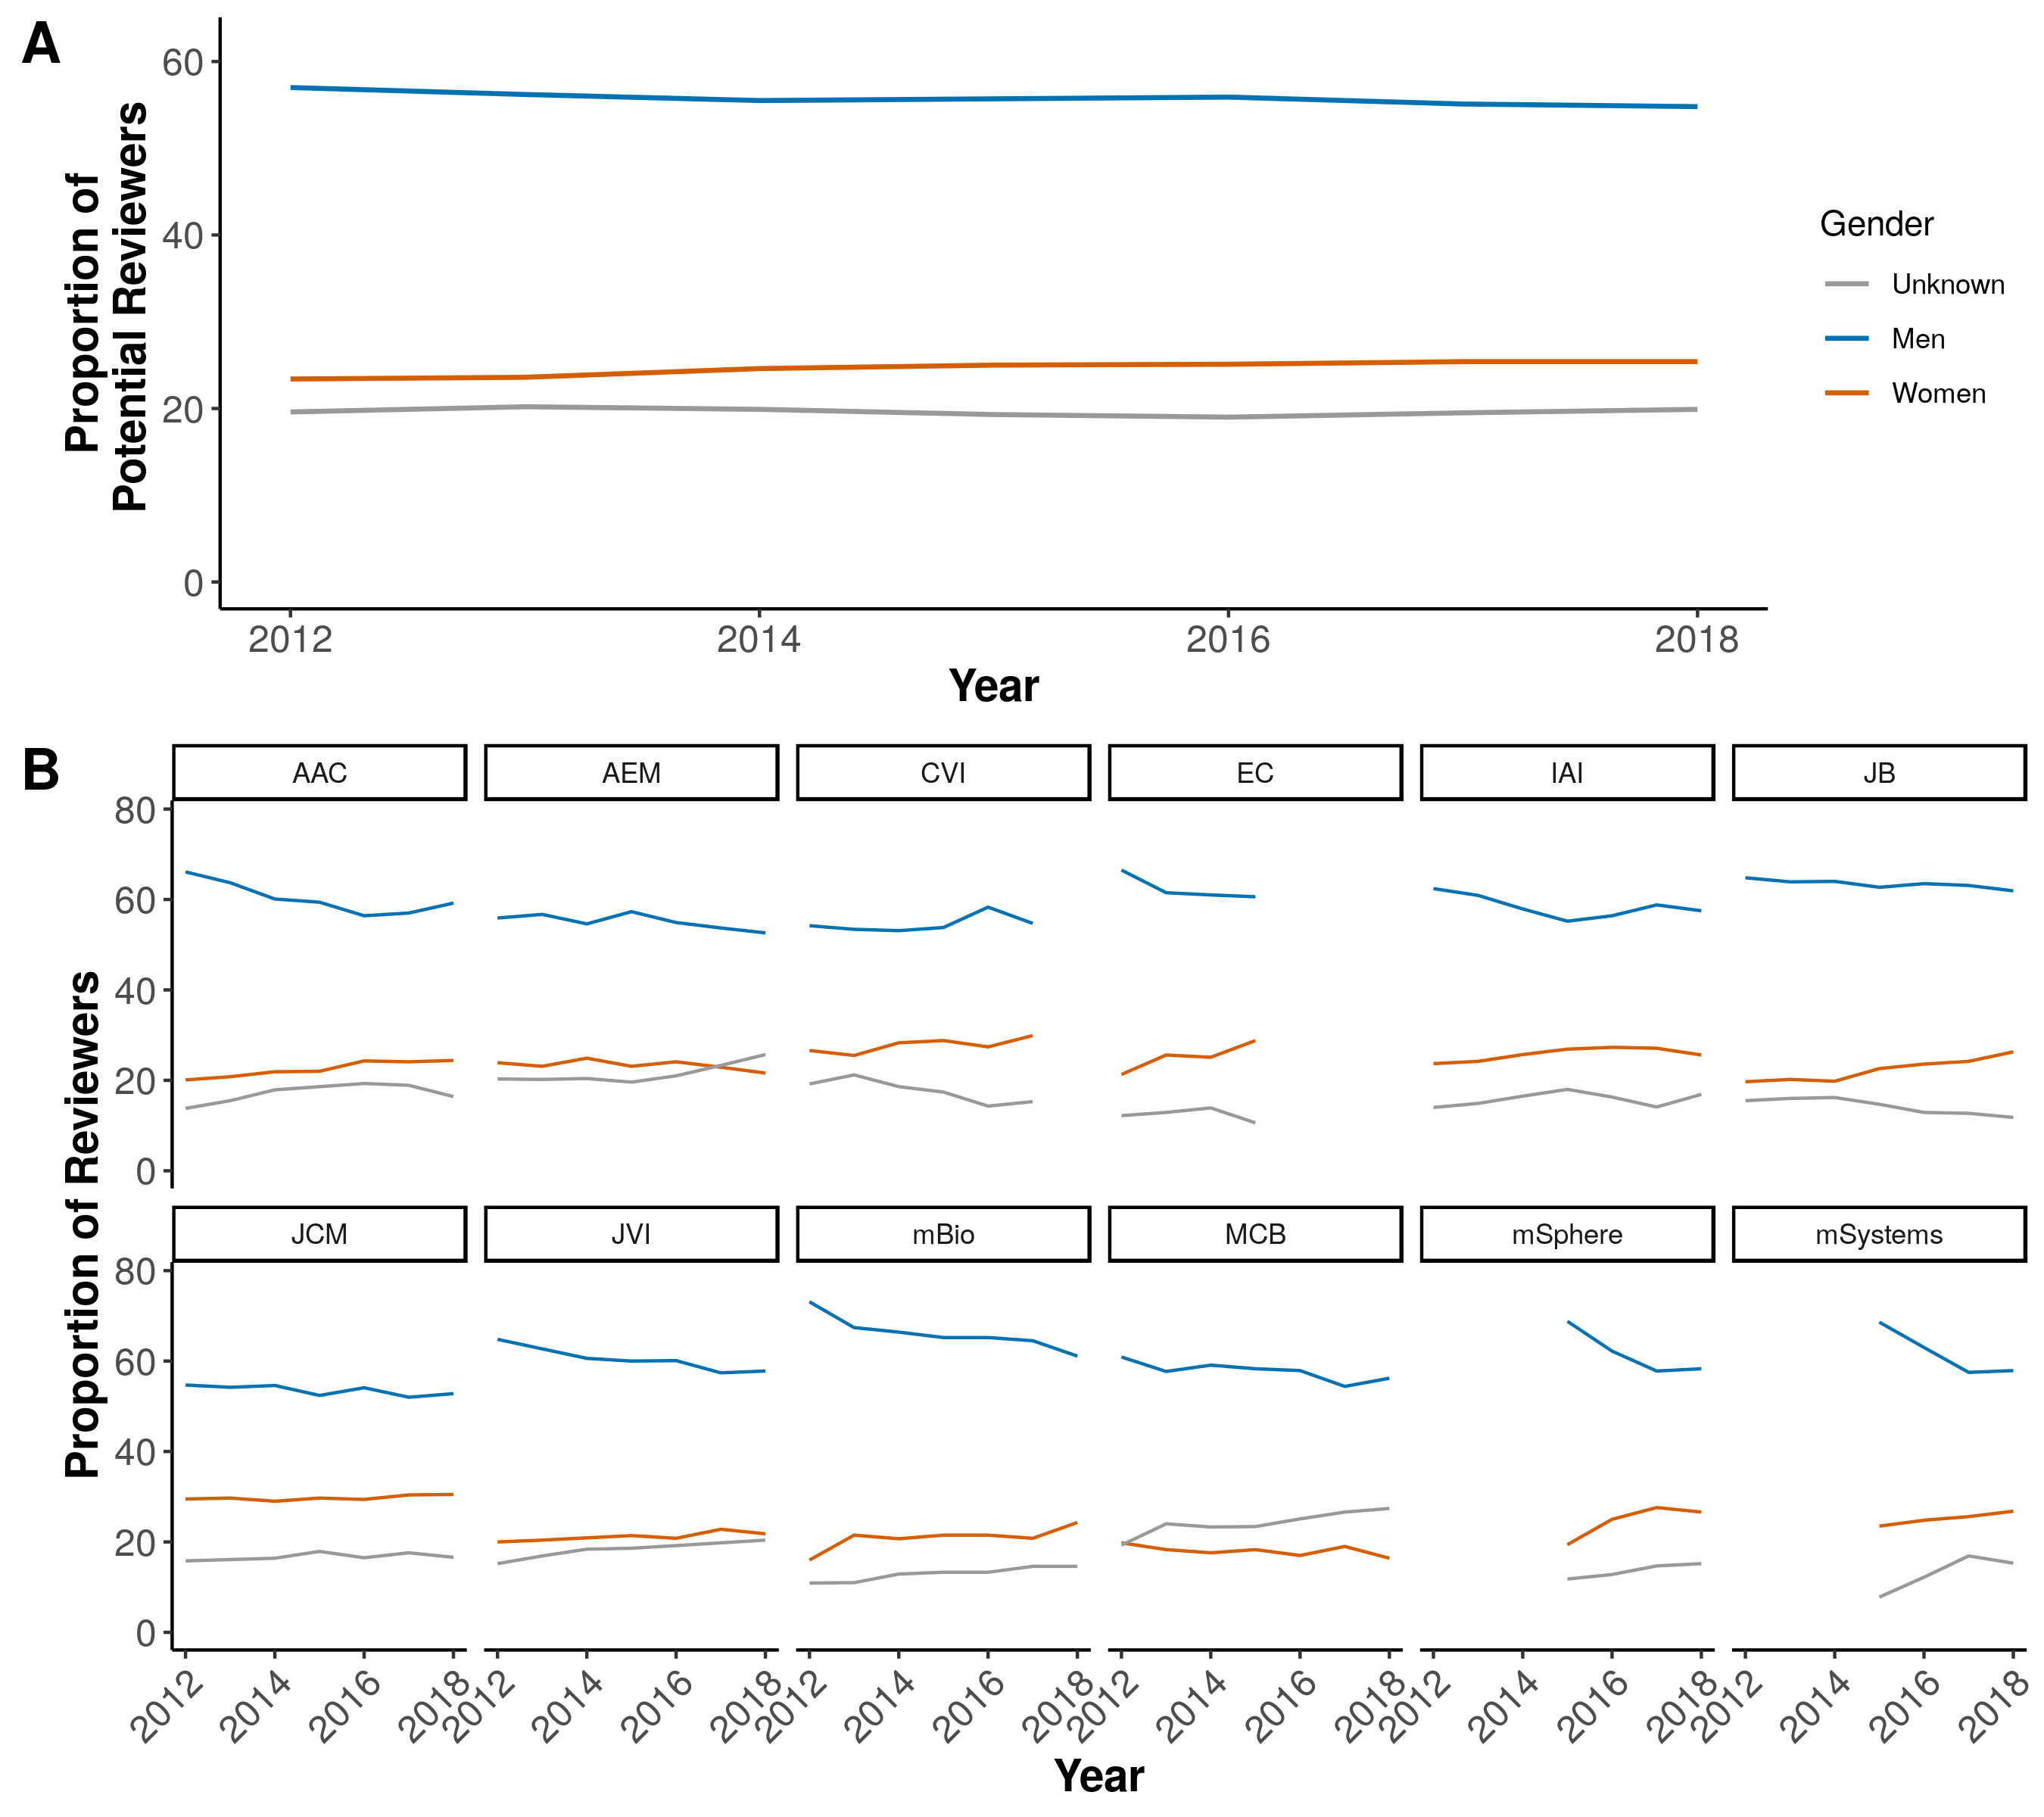 A
Proportion of
Potential Reviewers
60
40
20
0
2012 2014 2016 2018
Year
Gender
Unknown
Men
Women
B
Proportion of Reviewers
AAC AEM CVI EC IAI JB
80
60
40
20
0
JCM JVI mBio MCB mSphere mSystems
80
60
40
20
0
2012 2014 2016 2018 2012 2014 2016 2018 2012 2014 2016 2018 2012 2014 2016 2018 2012 2014 2016 2018 2012 2014 2016 2018
Year